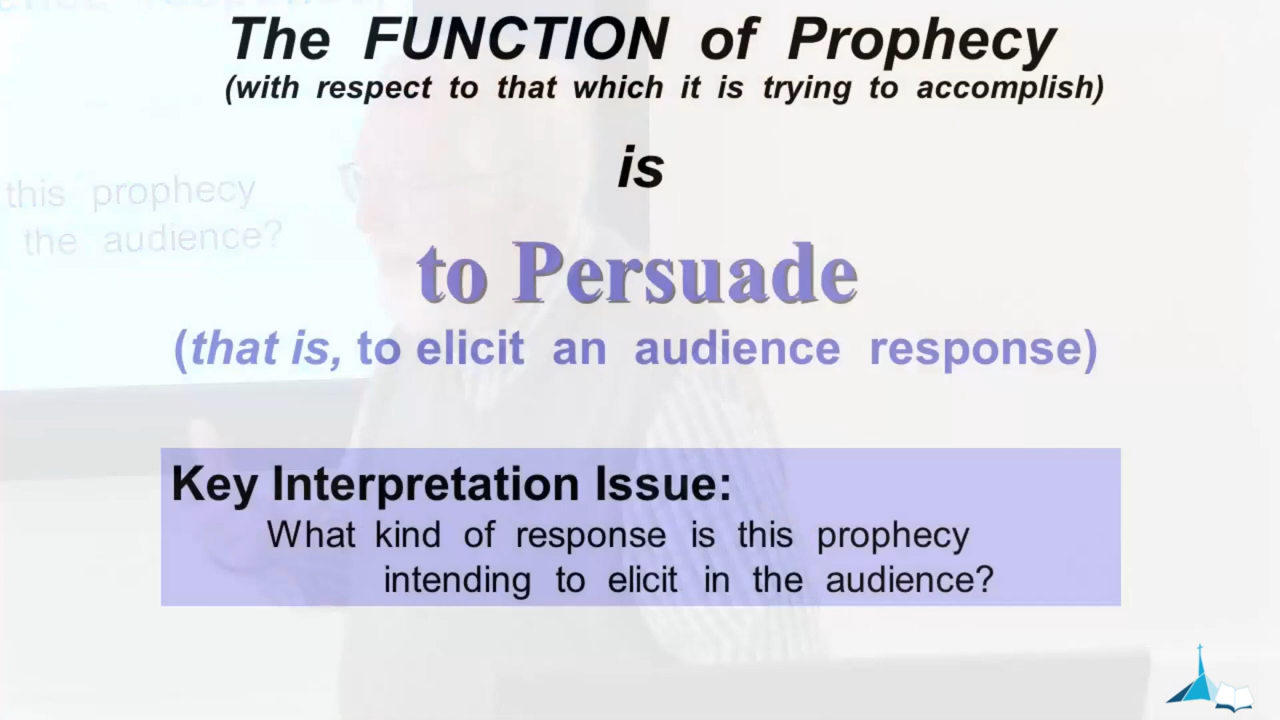 The FUNCTION of Prophecy
(with respect to that which it is trying to accomplish)
is
to Persuade
(that is, to elicit an audience response)
Key Interpretation Issue:
What kind of response is this prophecy
intending to elicit in the audience?
this prophecy
the audience?